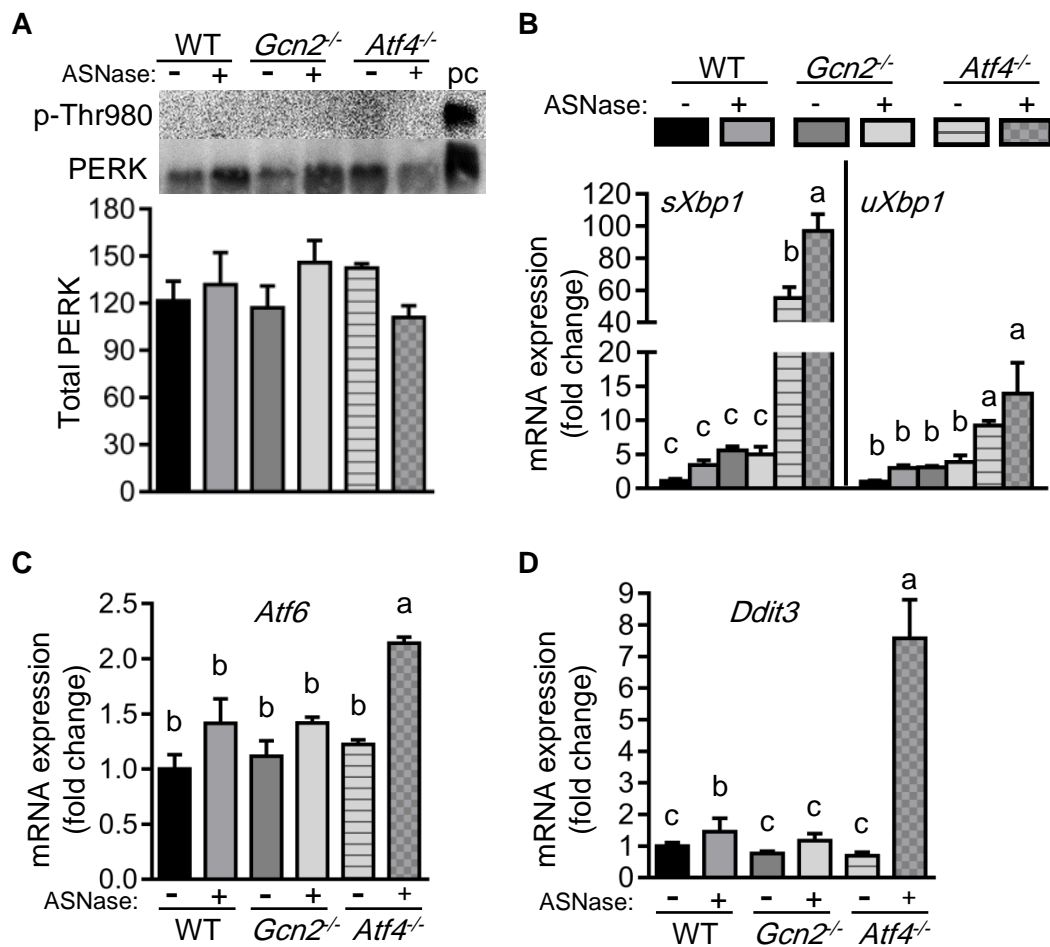 A
WT Gcn2-/- Atf4-/-
ASNase: - + - + - + pc
p-Thr980
PERK
180
150
120
90
60
30
0
Total PERK
B
WT Gcn2-/- Atf4-/-
ASNase: - + - + - +
sXbp1 uXbp1
120
100
80
60
40
20
15
10
5
0
mRNA expression
(fold change)
c c c c b a
b b b b a a
C
Atf6
2.5
2.0
1.5
1.0
0.5
0.0
mRNA expression
(fold change)
b b b b b a
ASNase: - + - + - +
WT Gcn2-/- Atf4-/-
D
Ddit3
9
8
7
6
5
4
3
2
1
0
mRNA expression
(fold change)
c b c c c a
ASNase: - + - + - +
WT Gcn2-/- Atf4-/-